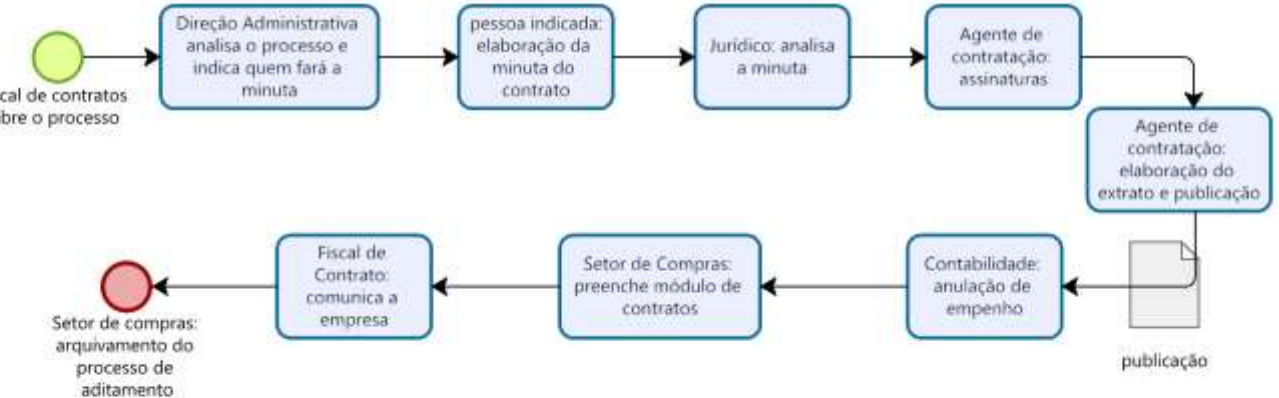 de contratos
o processo
Direção Administrativa
analisa o processo e
indica quem fará a
minuta
pessoa indicada:
elaboração da
minuta do
contrato
Jurídico: analisa
a minuta
Agente de
contratação:
assinaturas
Agente de
contratação:
elaboração do
extrato e publicação
publicação
Contabilidade:
anulação de
empenho
Setor de Compras:
preenche módulo de
contratos
Fiscal de
Contrato:
comunica a
empresa
Setor de compras:
arquivamento do
processo de
aditamento